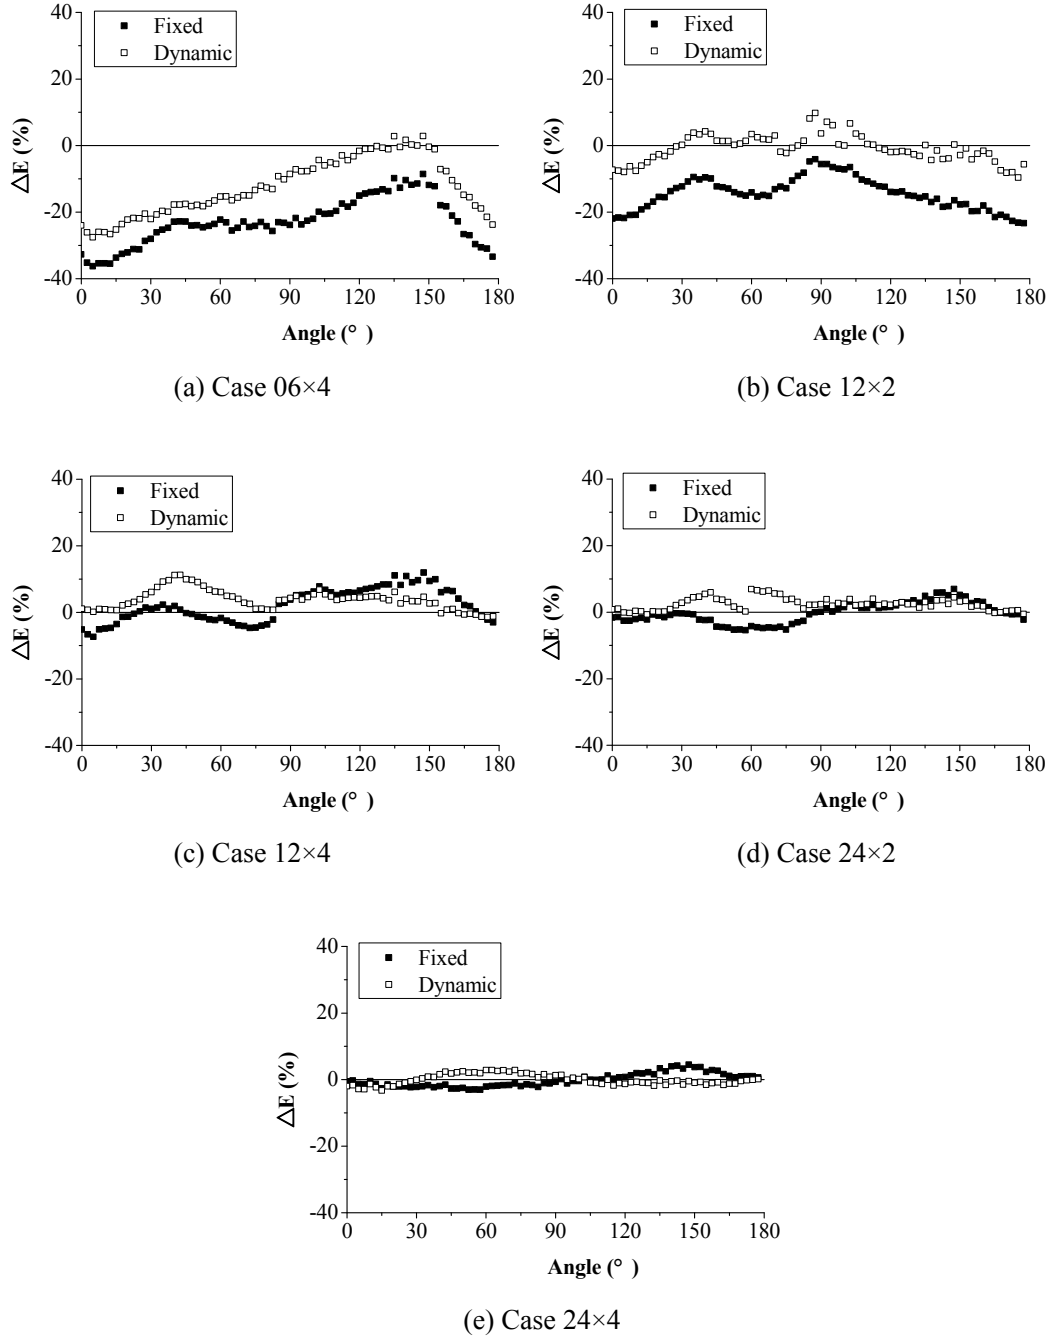 40
20
0
-20
-40
0 30 60 90 120 150 180
ΔE (%)
Angle (° )
Fixed
Dynamic
(a) Case 06×4
40
20
0
-20
-40
0 30 60 90 120 150 180
ΔE (%)
Angle (° )
Fixed
Dynamic
(b) Case 12×2
40
20
0
-20
-40
0 30 60 90 120 150 180
ΔE (%)
Angle (° )
Fixed
Dynamic
(c) Case 12×4
40
20
0
-20
-40
0 30 60 90 120 150 180
ΔE (%)
Angle (° )
Fixed
Dynamic
(d) Case 24×2
40
20
0
-20
-40
0 30 60 90 120 150 180
ΔE (%)
Angle (° )
Fixed
Dynamic
(e) Case 24×4